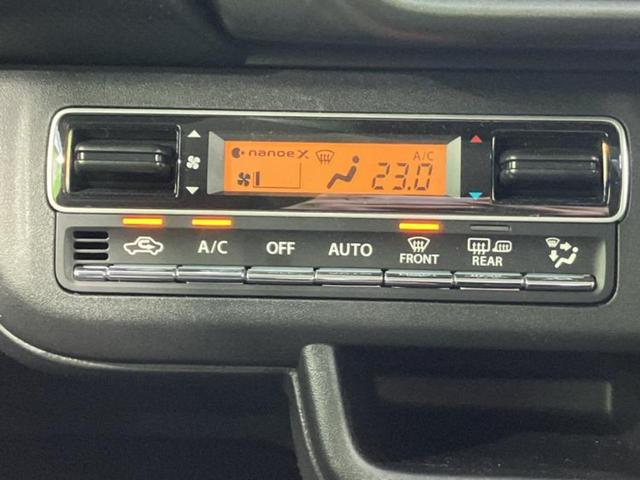 nanoe X
A/C
23.0
A/C
OFF
AUTO
FRONT
REAR